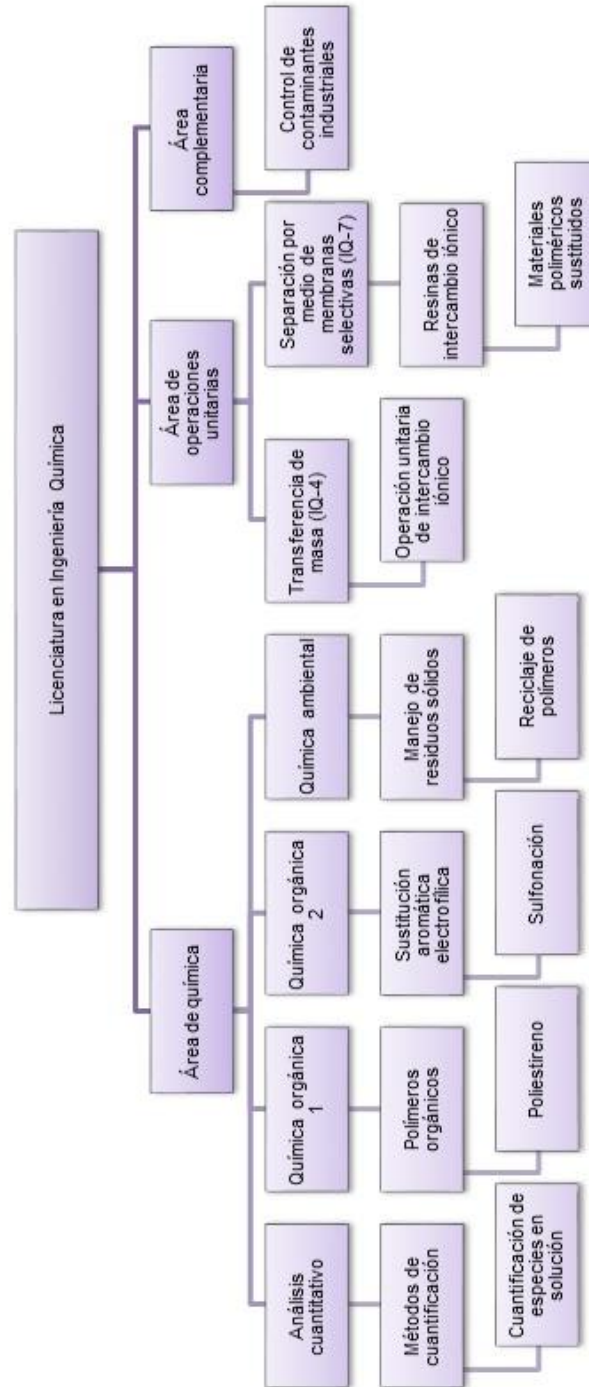 Licenciatura en Ingeniería  Química
Área de química
Área de
operaciones
unitarias
Área
complementaria
Análisis
cuantitativo
Química orgánica
1
Química orgánica
2
Química ambiental
Transferencia de
masa (IQ-4)
Separación por
medio de
membranas
selectivas (IQ-7)
Control de
contaminantes
industriales
Métodos de
cuantificación
Polímeros
orgánicos
Sustitución
aromática
electrofílica
Manejo de
residuos sólidos
Operación unitaria
de intercambio
iónico
Resinas de
intercambio iónico
Cuantificación de
especies en
solución
Poliestireno
Sulfonación
Reciclaje de
polímeros
Materiales
poliméricos
sustituidos